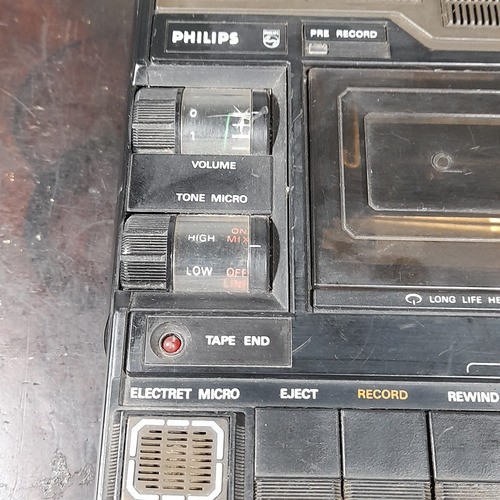 PHILIPS
PRE RECORD
0
1
VOLUME
TONE MICRO
ON
HIGH MIX
LOW OFF
LONG LIFE HE
TAPE END
ELECTRET MICRO EJECT RECORD REWIND